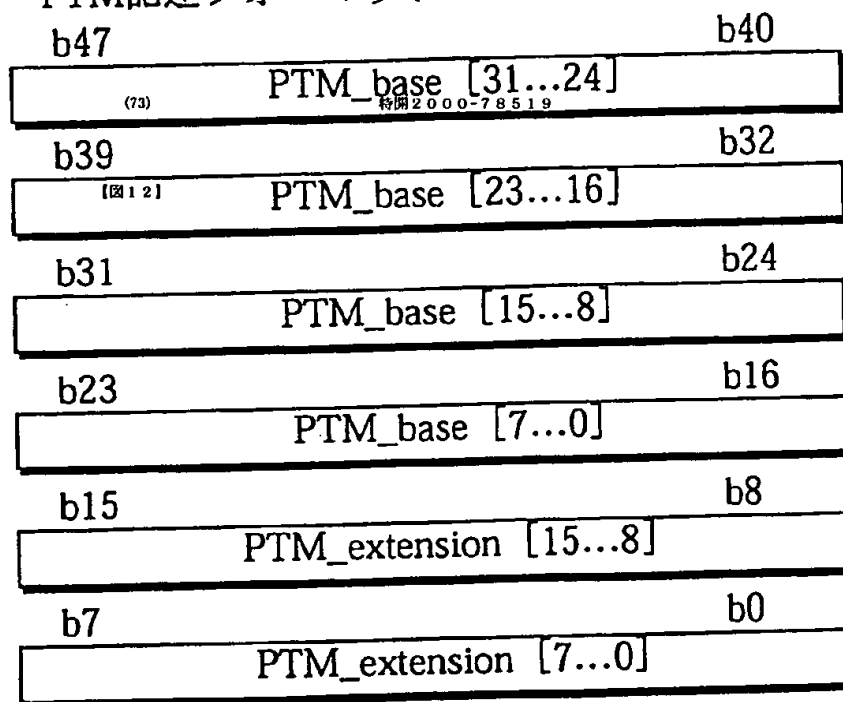 b47 b40
PTM_base [31...24]
(73) 特開2000-78519
b39 b32
【図12】 PTM_base [23...16]
b31 b24
PTM_base [15...8]
b23 b16
PTM_base [7...0]
b15 b8
PTM_extension [15...8]
b7 b0
PTM_extension [7...0]